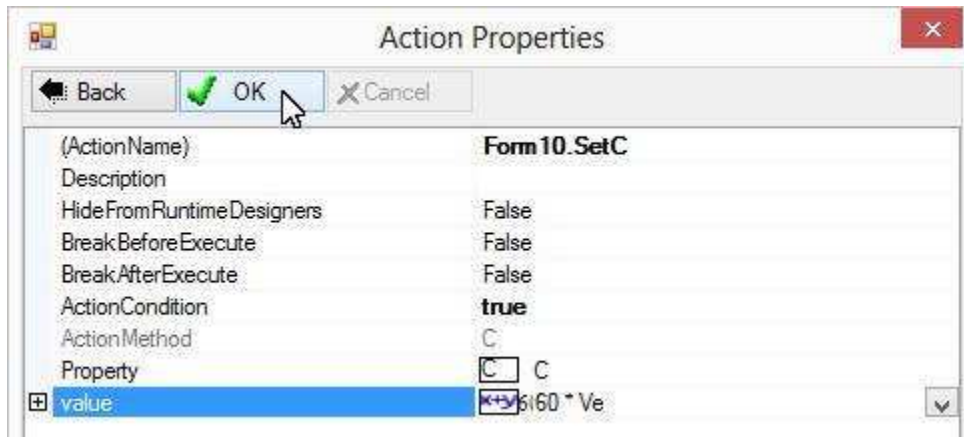 Action Properties
Back OK Cancel
(ActionName) Form10.SetC
Description
HideFromRuntimeDesigners False
BreakBeforeExecute False
BreakAfterExecute False
ActionCondition true
ActionMethod C
Property C C
value x+y 60 * Ve